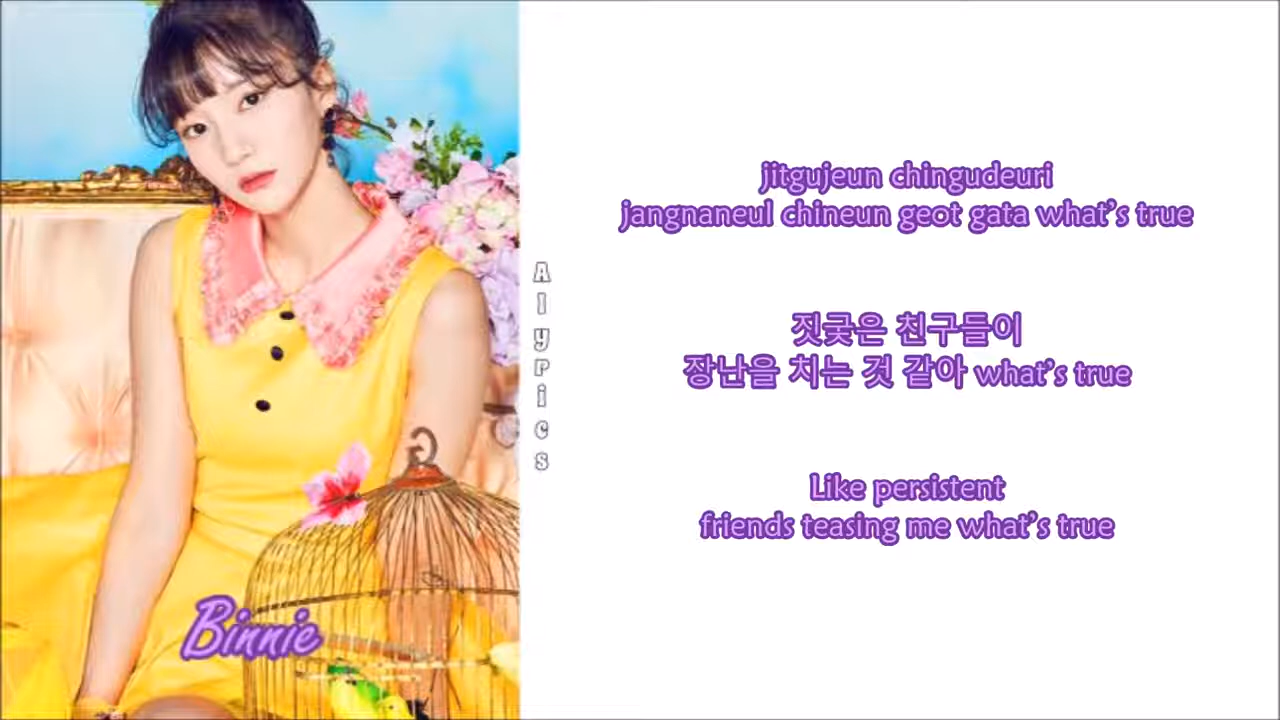 jitgujeun chingudeuri
jangnaneul chineun geot gata what's true
짓궂은 친구들이
장난을 치는 것 같아 what's true
Like persistent
friends teasing me what's true
Alyrics
Binnie